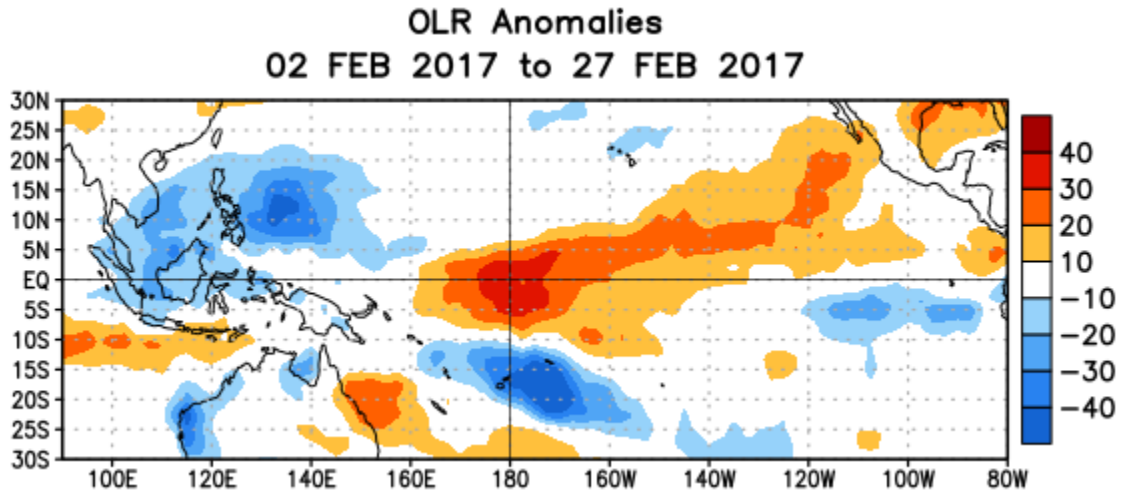 OLR Anomalies
02 FEB 2017 to 27 FEB 2017
30N
25N
20N
15N
10N
5N
EQ
5S
10S
15S
20S
25S
30S
100E 120E 140E 160E 180 160W 140W 120W 100W 80W
40
30
20
10
-10
-20
-30
-40